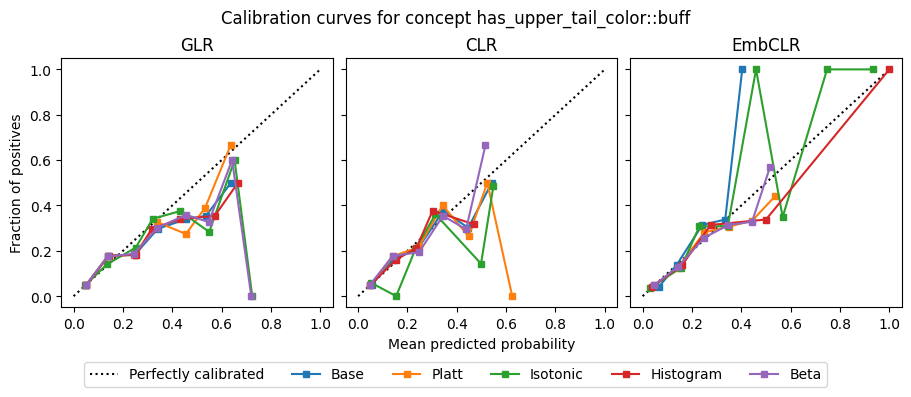 Calibration curves for concept has_upper_tail_color::buff
GLR
CLR
EmbCLR
Fraction of positives
1.0
0.8
0.6
0.4
0.2
0.0
0.0 0.2 0.4 0.6 0.8 1.0
0.0 0.2 0.4 0.6 0.8 1.0
0.0 0.2 0.4 0.6 0.8 1.0
Mean predicted probability
Perfectly calibrated Base Platt Isotonic Histogram Beta